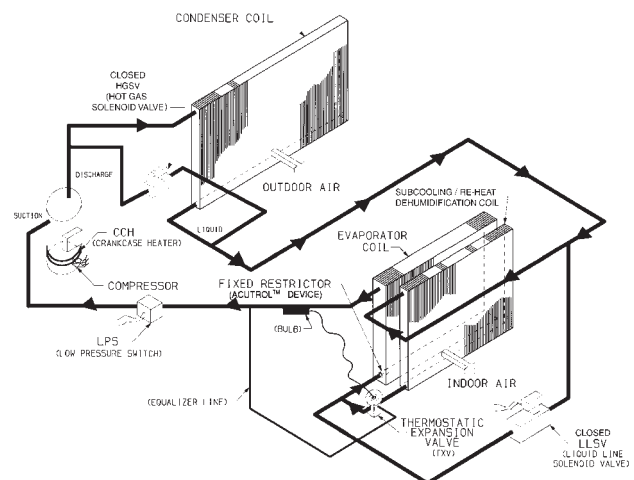 CONDENSER COIL
CLOSED
HGSV
(HOT GAS
SOLENOID VALVE)
DISCHARGE
OUTDOOR AIR
SUBCOOLING / RE-HEAT
DEHUMIDIFICATION COIL
SUCTION
LIQUID
CCH
(CRANKCASE HEATER)
EVAPORATOR
COIL
COMPRESSOR
FIXED RESTRICTOR
(ACUTROL™ DEVICE)
(BULB)
LPS
(LOW PRESSURE SWITCH)
INDOOR AIR
(EQUALIZER LINE)
THERMOSTATIC
EXPANSION
VALVE
(TXV)
CLOSED
LLSV
(LIQUID LINE
SOLENOID VALVE)